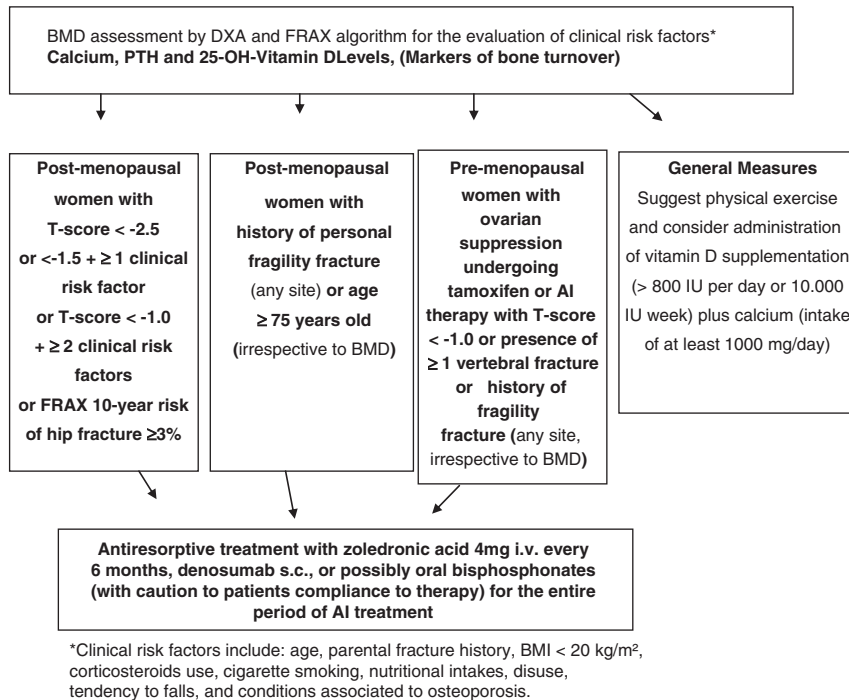 BMD assessment by DXA and FRAX algorithm for the evaluation of clinical risk factors*
Calcium, PTH and 25-OH-Vitamin DLevels, (Markers of bone turnover)
Post-menopausal
women with
T-score < -2.5
or <-1.5 + ≥ 1 clinical
risk factor
or T-score < -1.0
+ ≥ 2 clinical risk
factors
or FRAX 10-year risk
of hip fracture ≥3%
Post-menopausal
women with
history of personal
fragility fracture
(any site) or age
≥ 75 years old
(irrespective to BMD)
Pre-menopausal
women with
ovarian
suppression
undergoing
tamoxifen or AI
therapy with T-score
< -1.0 or presence of
≥ 1 vertebral fracture
or history of
fragility
fracture (any site,
irrespective to BMD)
General Measures
Suggest physical exercise
and consider administration
of vitamin D supplementation
(> 800 IU per day or 10.000
IU week) plus calcium (intake
of at least 1000 mg/day)
Antiresorptive treatment with zoledronic acid 4mg i.v. every
6 months, denosumab s.c., or possibly oral bisphosphonates
(with caution to patients compliance to therapy) for the entire
period of AI treatment
*Clinical risk factors include: age, parental fracture history, BMI < 20 kg/m²,
corticosteroids use, cigarette smoking, nutritional intakes, disuse,
tendency to falls, and conditions associated to osteoporosis.